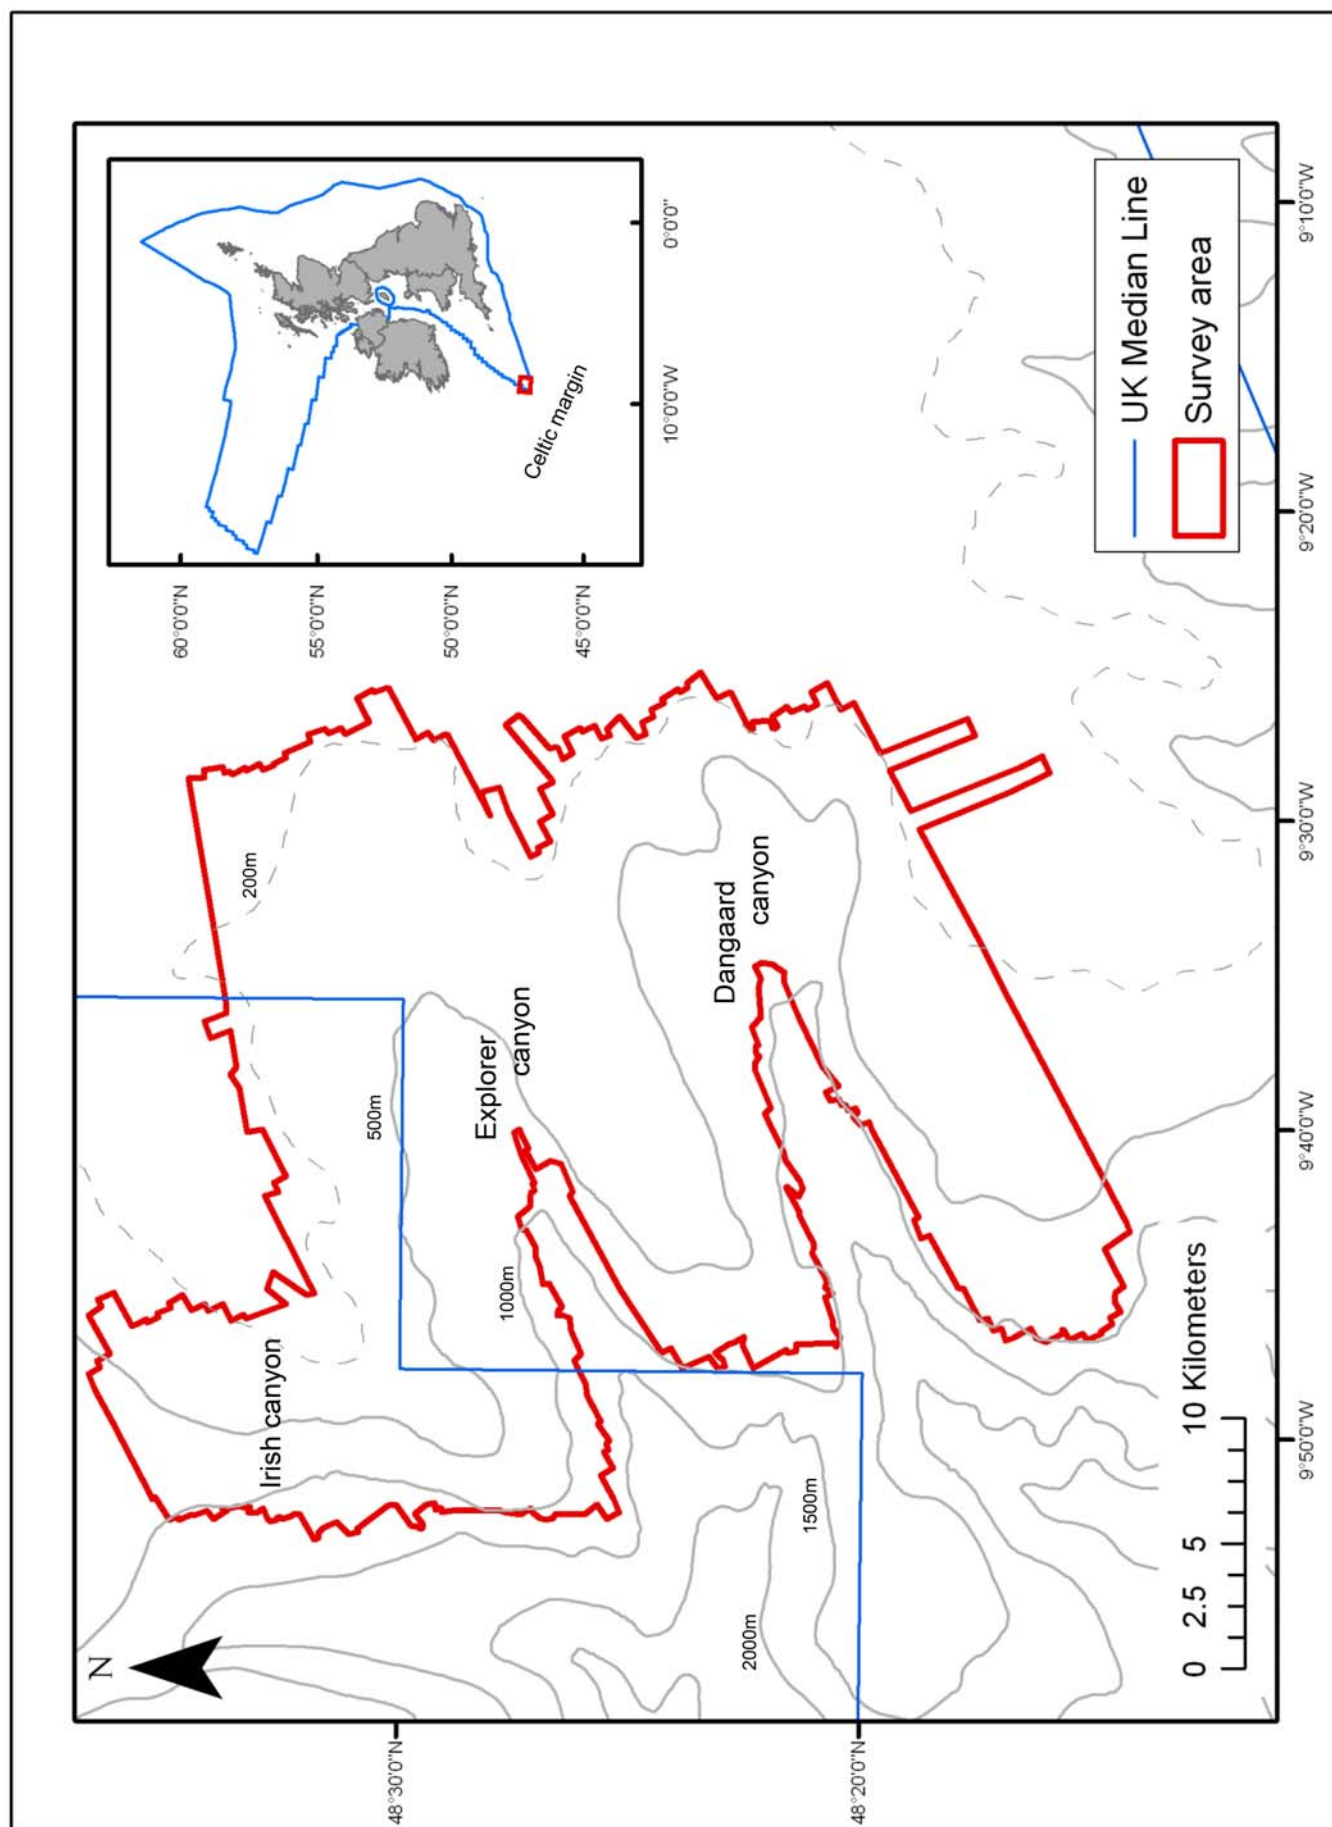 N
60°0'0"N
55°0'0"N
50°0'0"N
45°0'0"N
10°0'0"W
0°0'0"
Celtic margin
200m
500m
1000m
1500m
2000m
Irish canyon
Explorer
canyon
Dangaard
canyon
UK Median Line
Survey area
0 2.5 5 10 Kilometers
48°30'0"N
48°20'0"N
9°50'0"W
9°40'0"W
9°30'0"W
9°20'0"W
9°10'0"W